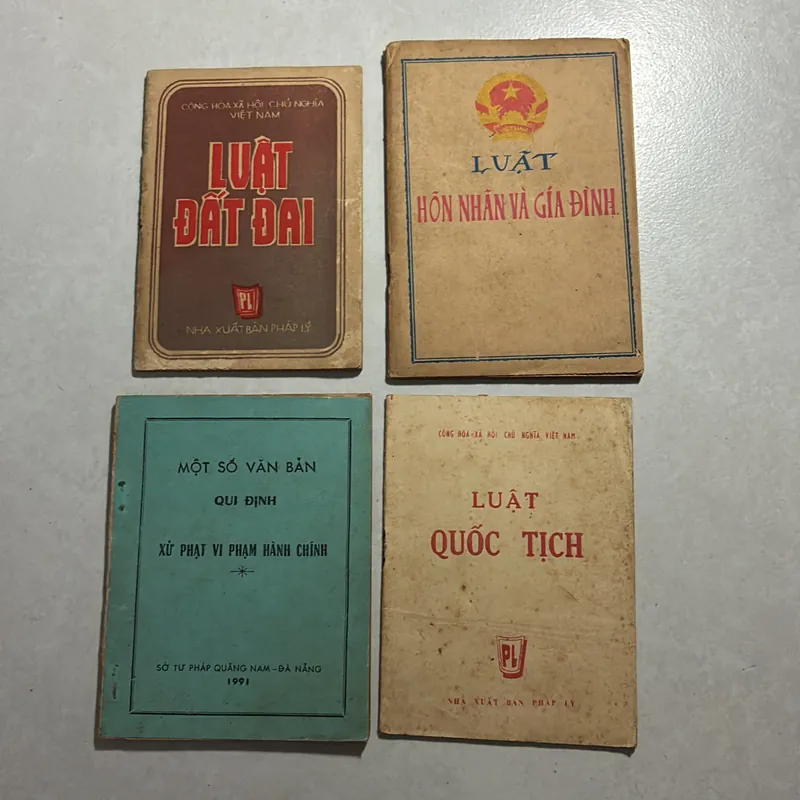 CỘNG HÒA XÃ HỘI CHỦ NGHĨA
VIỆT NAM
LUẬT
ĐẤT ĐAI
PL
NHÀ XUẤT BẢN PHÁP LÝ
LUẬT
HÔN NHÂN VÀ GÍA ĐÌNH
MỘT SỐ VĂN BẢN
QUI ĐỊNH
XỬ PHẠT VI PHẠM HÀNH CHÍNH
SỞ TƯ PHÁP QUẢNG NAM - ĐÀ NẴNG
1991
CỘNG HÒA XÃ HỘI CHỦ NGHĨA VIỆT NAM
LUẬT
QUỐC TỊCH
PL
NHÀ XUẤT BẢN PHÁP LÝ